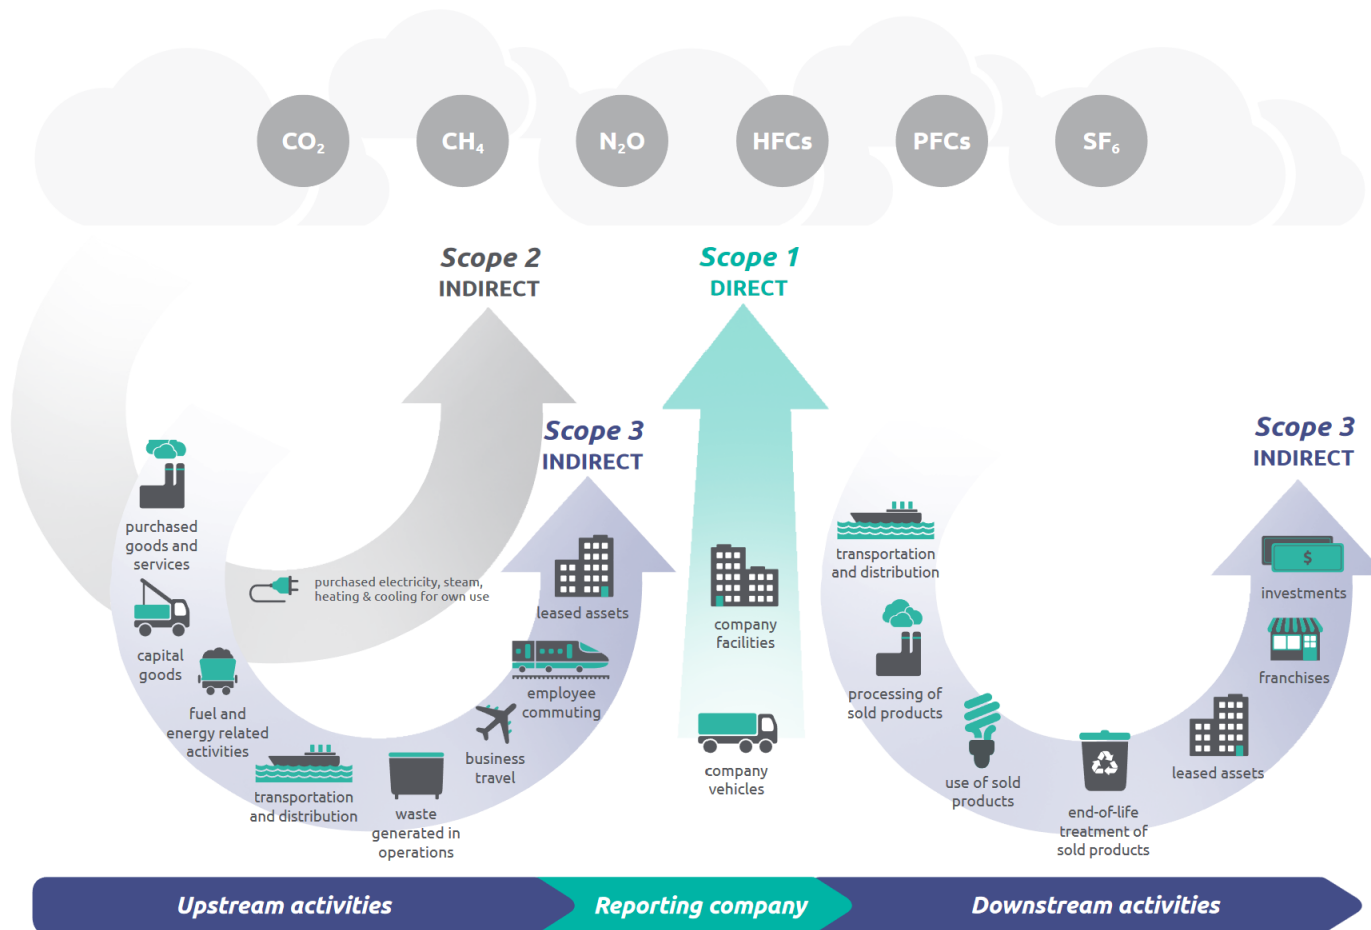 CO₂
CH₄
N₂O
HFCs
PFCs
SF₆
Scope 2
INDIRECT
Scope 1
DIRECT
Scope 3
INDIRECT
Scope 3
INDIRECT
purchased
goods and
services
capital
goods
fuel and
energy related
activities
purchased electricity, steam,
heating & cooling for own use
transportation
and distribution
waste
generated in
operations
business
travel
employee
commuting
leased assets
company
facilities
company
vehicles
transportation
and distribution
processing of
sold products
use of sold
products
end-of-life
treatment of
sold products
leased assets
franchises
$
investments
Upstream activities
Reporting company
Downstream activities